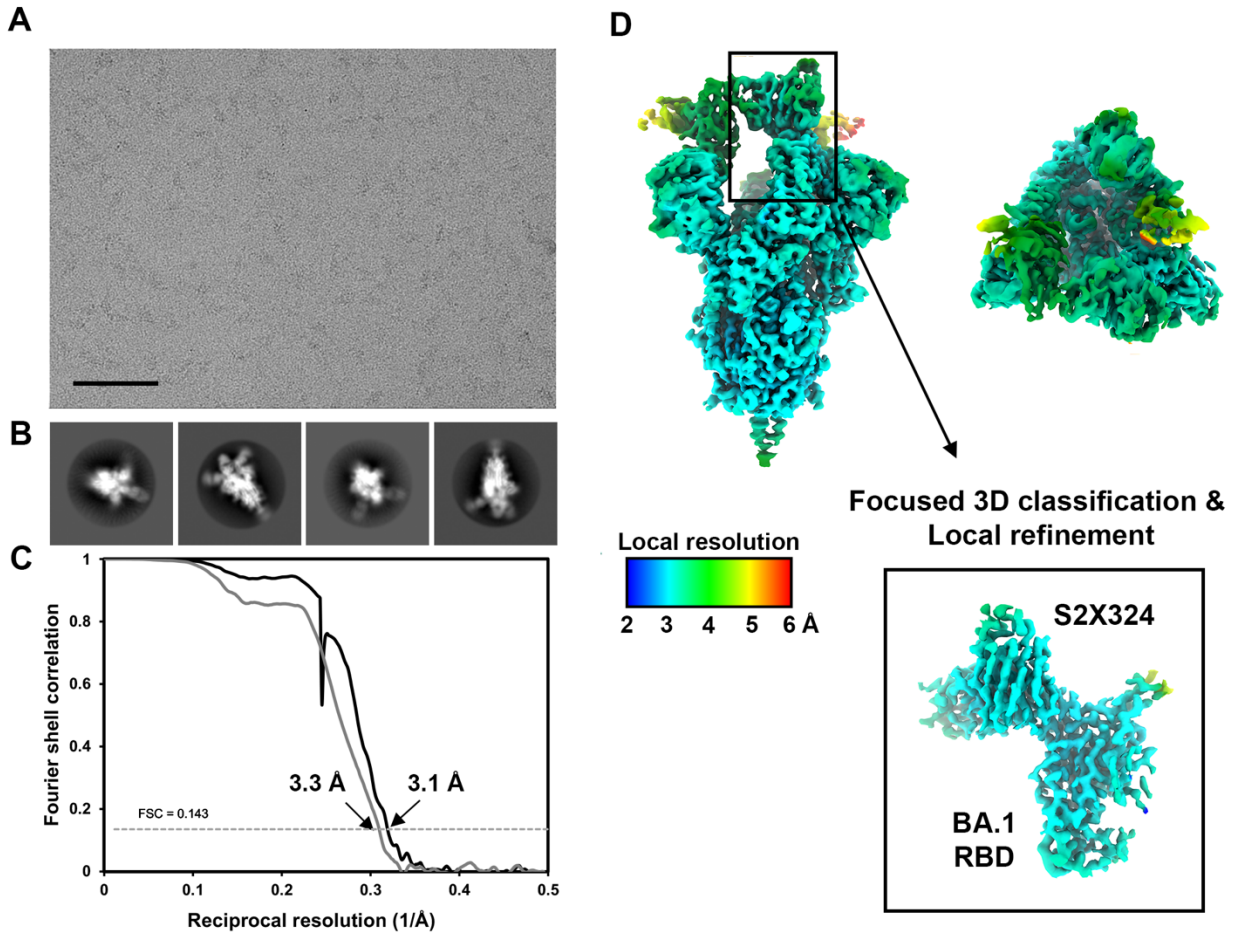 A
D
B
C
1
0.8
0.6
0.4
0.2
0
Fourier shell correlation
FSC = 0.143
3.3 Å
3.1 Å
0
0.1
0.2
0.3
0.4
0.5
Reciprocal resolution (1/Å)
Local resolution
2 3 4 5 6 Å
Focused 3D classification &
Local refinement
S2X324
BA.1
RBD